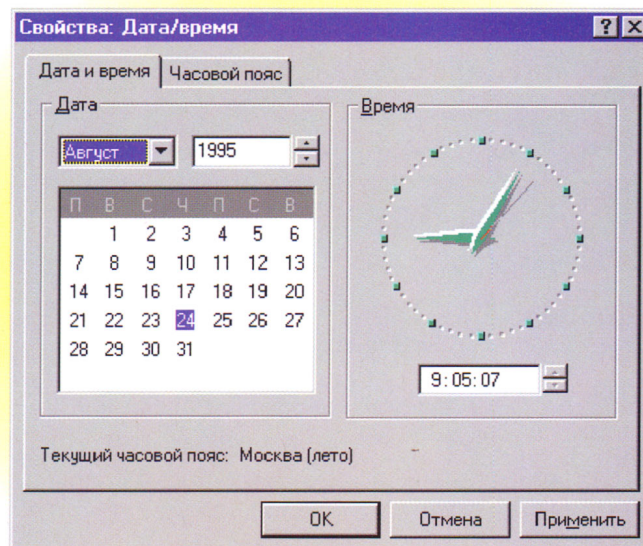 Свойства: Дата/время
Дата и время Часовой пояс
Дата
Август 1995
П В С Ч П С В
1 2 3 4 5 6
7 8 9 10 11 12 13
14 15 16 17 18 19 20
21 22 23 24 25 26 27
28 29 30 31
Время
9:05:07
Текущий часовой пояс: Москва (лето)
OK Отмена Применить